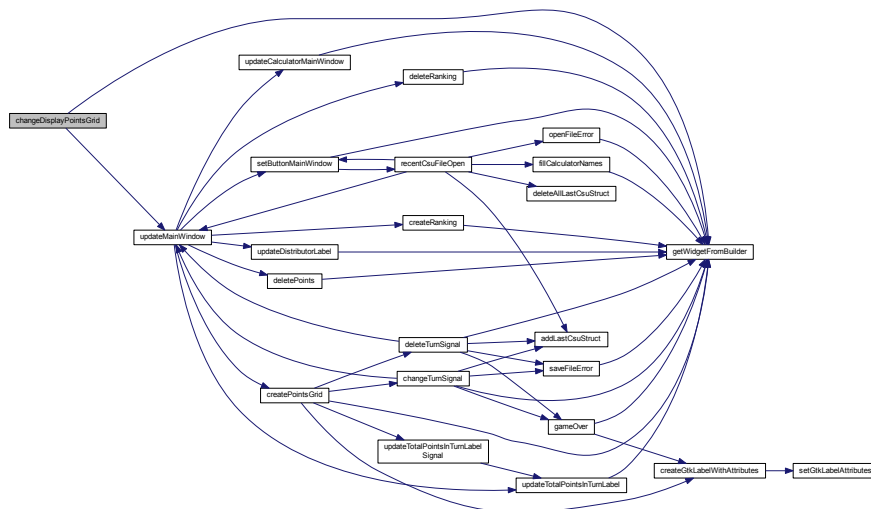 updateCalculatorMainWindow
deleteRanking
changeDisplayPointsGrid
openFileError
setButtonMainWindow
recentCsuFileOpen
fillCalculatorNames
deleteAllLastCsuStruct
createRanking
updateMainWindow
updateDistributorLabel
getWidgetFromBuilder
deletePoints
addLastCsuStruct
deleteTurnSignal
saveFileError
changeTurnSignal
createPointsGrid
gameOver
updateTotalPointsInTurnLabel
Signal
createGtkLabelWithAttributes
setGtkLabelAttributes
updateTotalPointsInTurnLabel